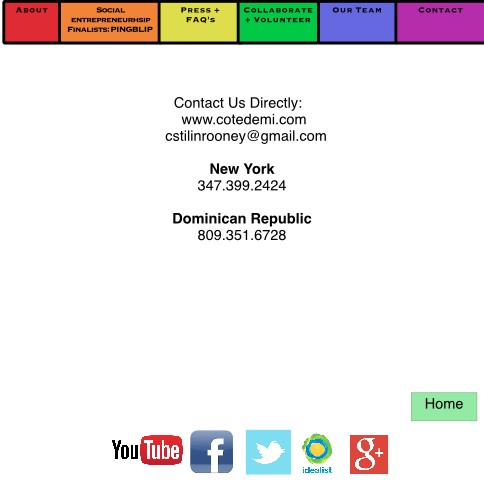 About
Social
entrepreneurhsip
Finalists: PINGBLIP
Press +
FAQ's
Collaborate
+ Volunteer
Our Team
Contact
Contact Us Directly:
www.cotedemi.com
cstilinrooney@gmail.com
New York
347.399.2424
Dominican Republic
809.351.6728
Home
YouTube
f
idealist
g+